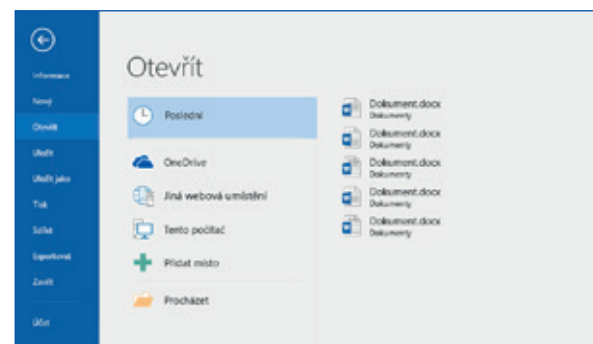 Informace
Nový
Otevřít
Uložit
Uložit jako
Tisk
Sdílet
Exportovat
Zavřít
Účet
Otevřít
Poslední
OneDrive
Jiná webová umístění
Tento počítač
Přidat místo
Procházet
Dokument.docx
Dokumenty
Dokument.docx
Dokumenty
Dokument.docx
Dokumenty
Dokument.docx
Dokumenty
Dokument.docx
Dokumenty